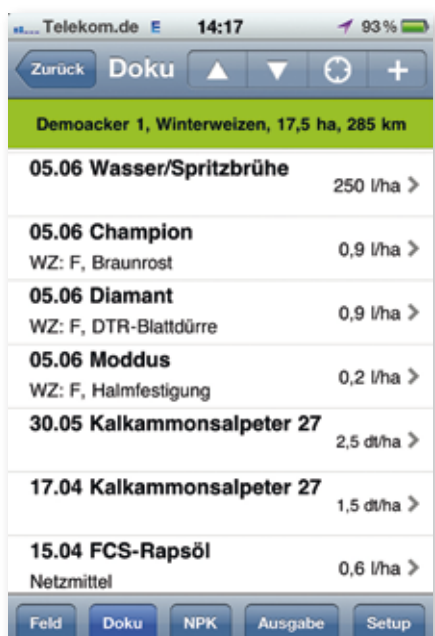 Telekom.de E 14:17 93 %
Zurück Doku
Demoacker 1, Winterweizen, 17,5 ha, 285 km
05.06 Wasser/Spritzbrühe
250 l/ha
05.06 Champion
0,9 l/ha
WZ: F, Braunrost
05.06 Diamant
0,9 l/ha
WZ: F, DTR-Blattdürre
05.06 Moddus
0,2 l/ha
WZ: F, Halmfestigung
30.05 Kalkammonsalpeter 27
2,5 dt/ha
17.04 Kalkammonsalpeter 27
1,5 dt/ha
15.04 FCS-Rapsöl
0,6 l/ha
Netzmittel
Feld Doku NPK Ausgabe Setup